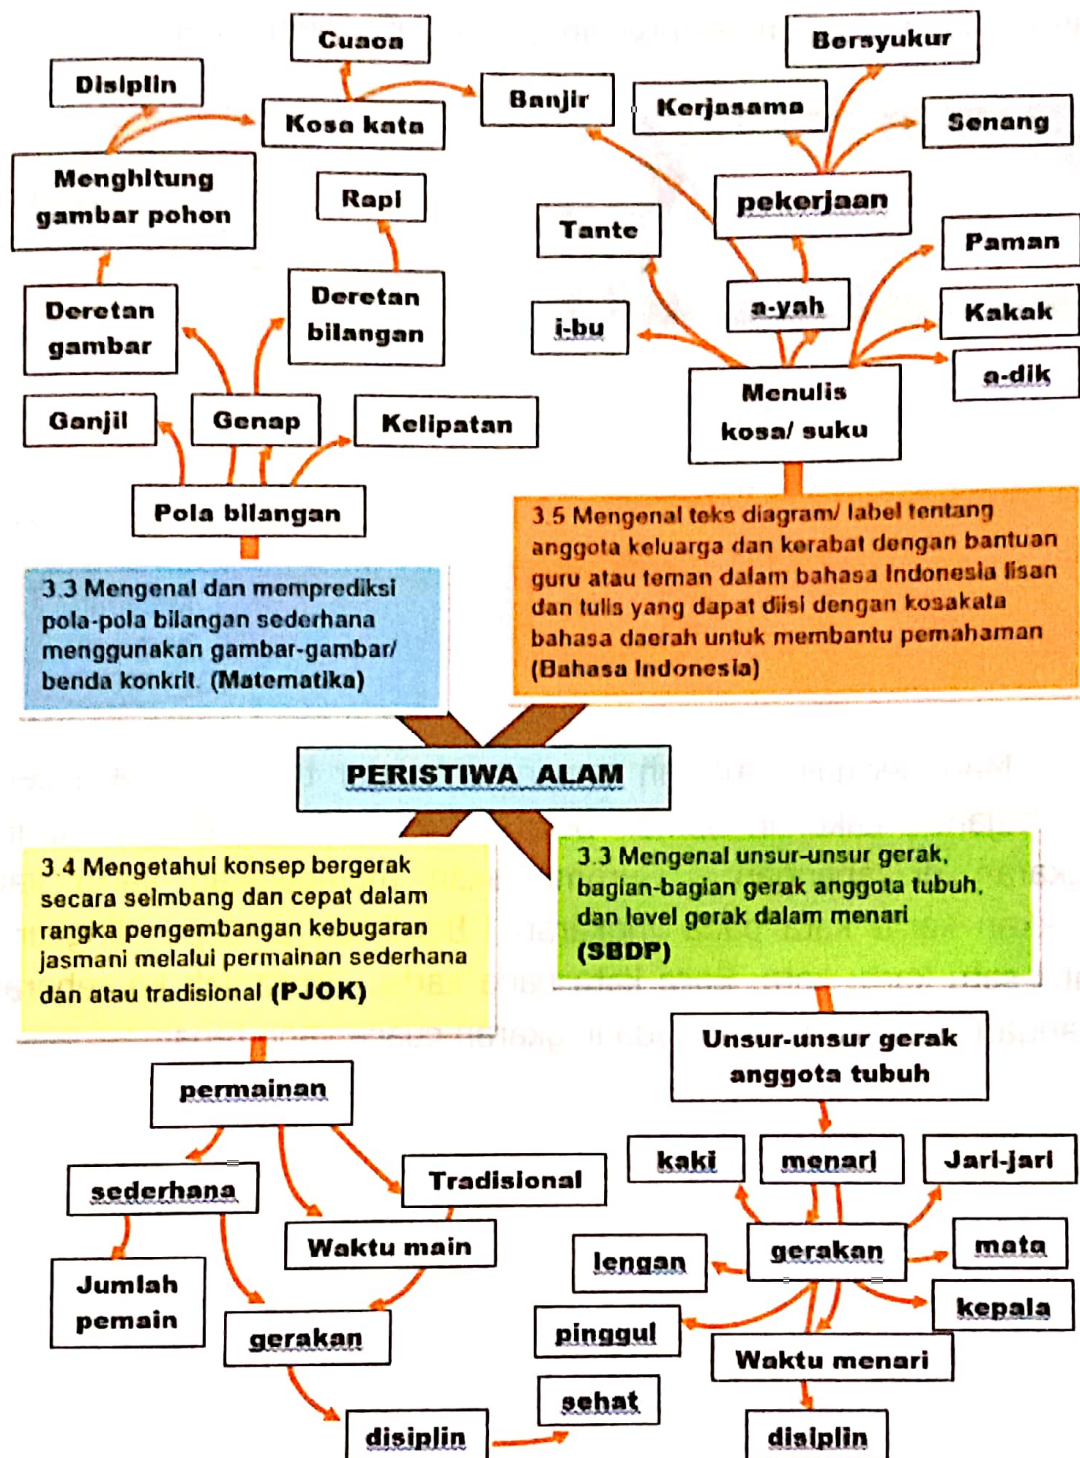 Cuaca
Bersyukur
Disiplin
Banjir
Kerjasama
Kosa kata
Senang
Menghitung
gambar pohon
Rapi
pekerjaan
Tante
Paman
Deretan
gambar
Deretan
bilangan
i-bu
a-yah
Kakak
a-dik
Menulis
kosa/ suku
Ganjil
Genap
Kelipatan
Pola bilangan
3.3 Mengenal dan memprediksi
pola-pola bilangan sederhana
menggunakan gambar-gambar/
benda konkrit. (Matematika)
3.5 Mengenal teks diagram/ label tentang
anggota keluarga dan kerabat dengan bantuan
guru atau teman dalam bahasa Indonesia lisan
dan tulis yang dapat diisi dengan kosakata
bahasa daerah untuk membantu pemahaman
(Bahasa Indonesia)
PERISTIWA ALAM
3.4 Mengetahui konsep bergerak
secara seimbang dan cepat dalam
rangka pengembangan kebugaran
jasmani melalui permainan sederhana
dan atau tradisional (PJOK)
3.3 Mengenal unsur-unsur gerak,
bagian-bagian gerak anggota tubuh,
dan level gerak dalam menari
(SBDP)
permainan
sederhana
Tradisional
Waktu main
Jumlah
pemain
gerakan
disiplin
sehat
Unsur-unsur gerak
anggota tubuh
kaki
menari
Jari-jari
lengan
gerakan
mata
pinggul
kepala
Waktu menari
disiplin